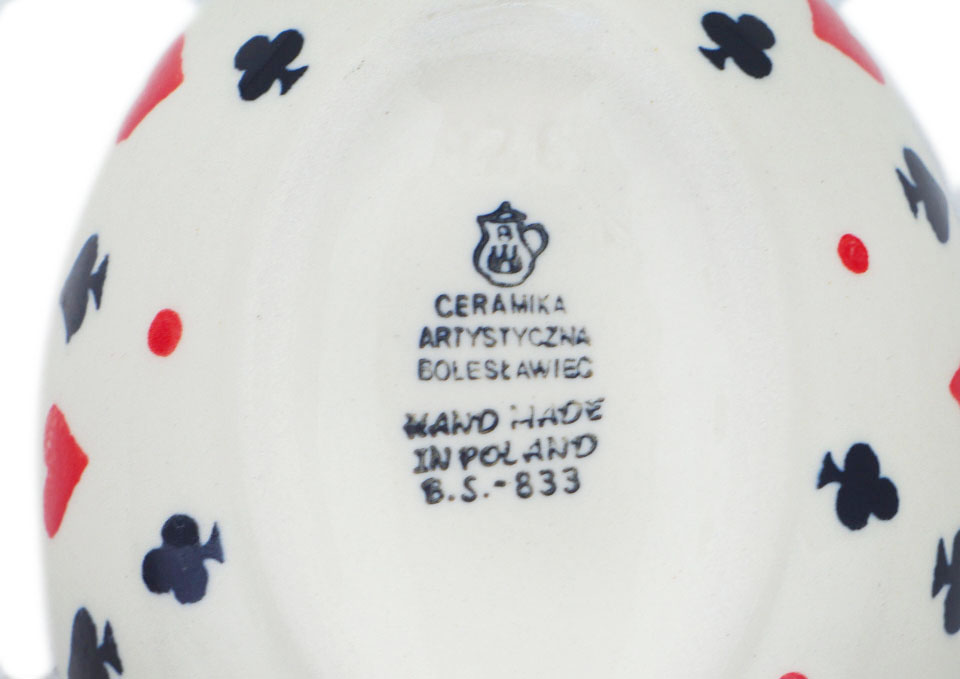 CERAMIKA
ARTYSTYCZNA
BOLESŁAWIEC
HAND MADE
IN POLAND
B.S.-833